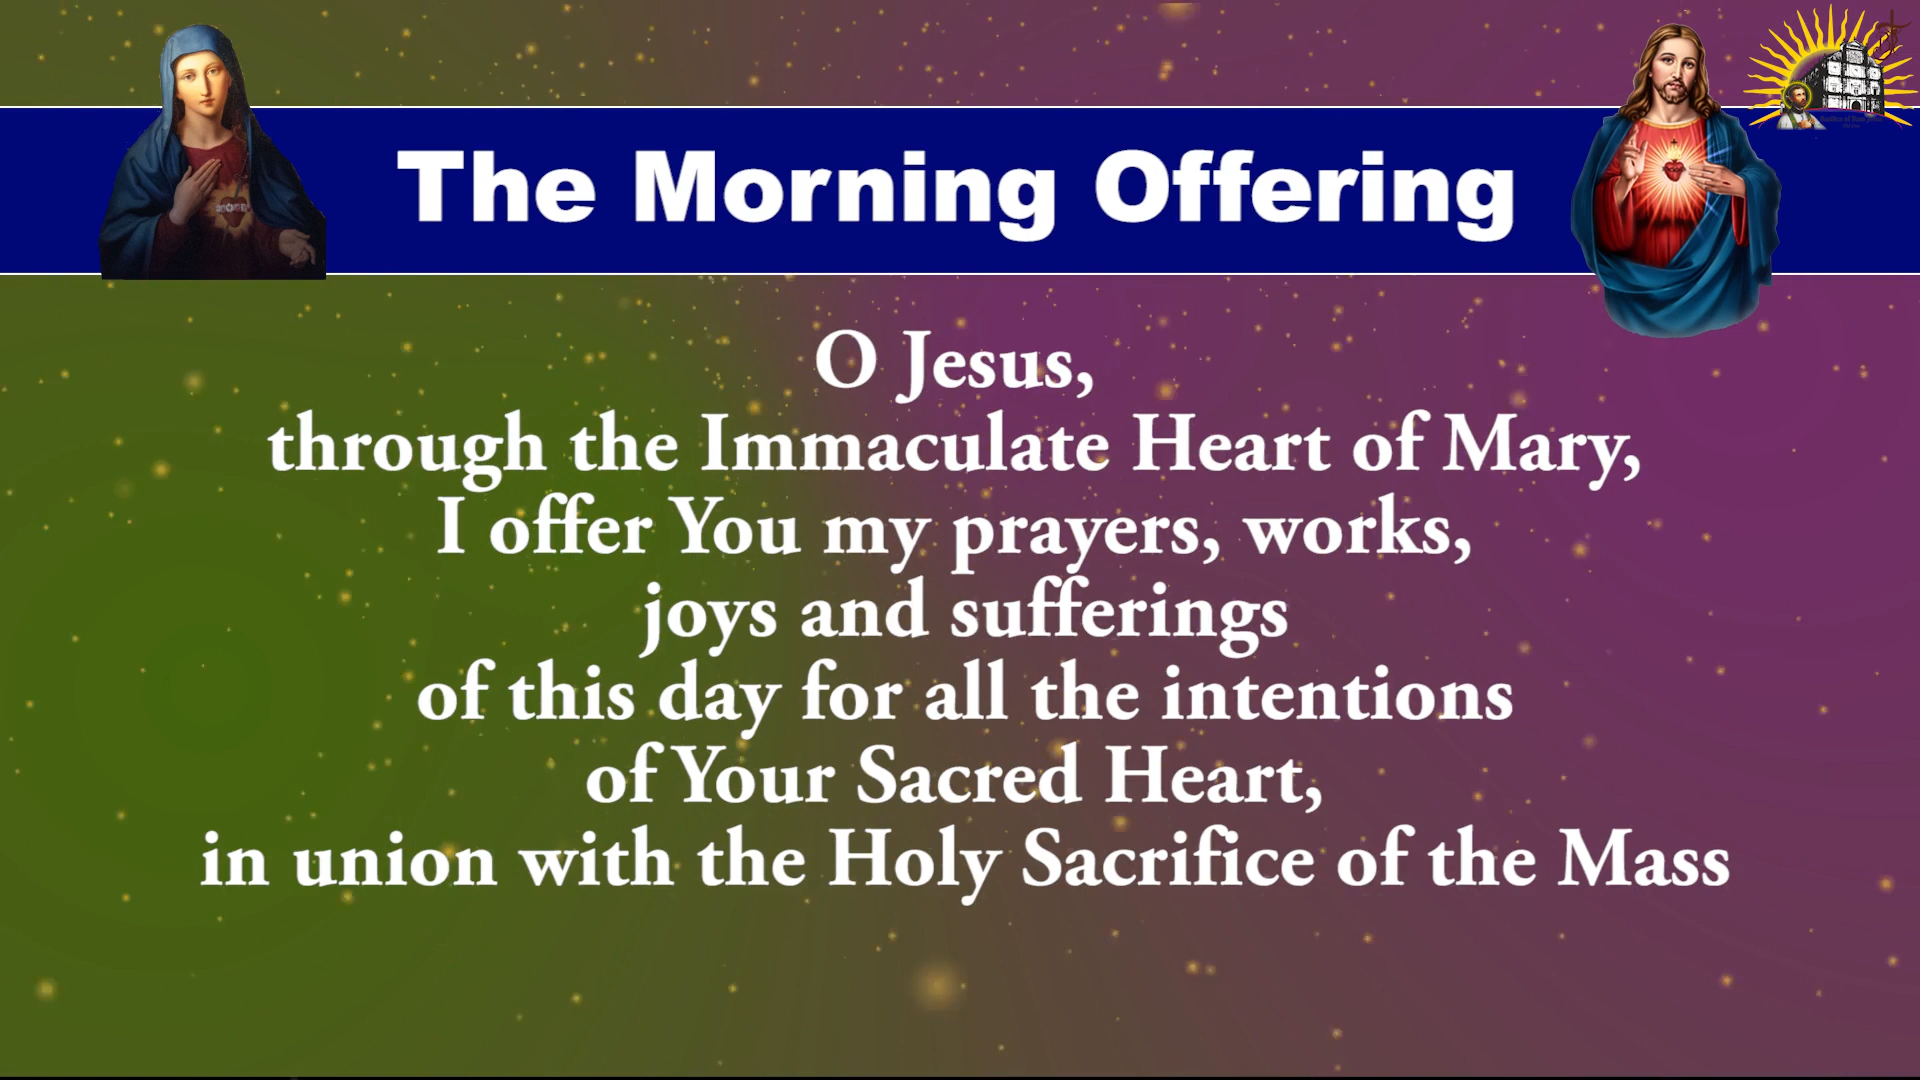 The Morning Offering
O Jesus,
through the Immaculate Heart of Mary,
I offer You my prayers, works,
joys and sufferings
of this day for all the intentions
of Your Sacred Heart,
in union with the Holy Sacrifice of the Mass